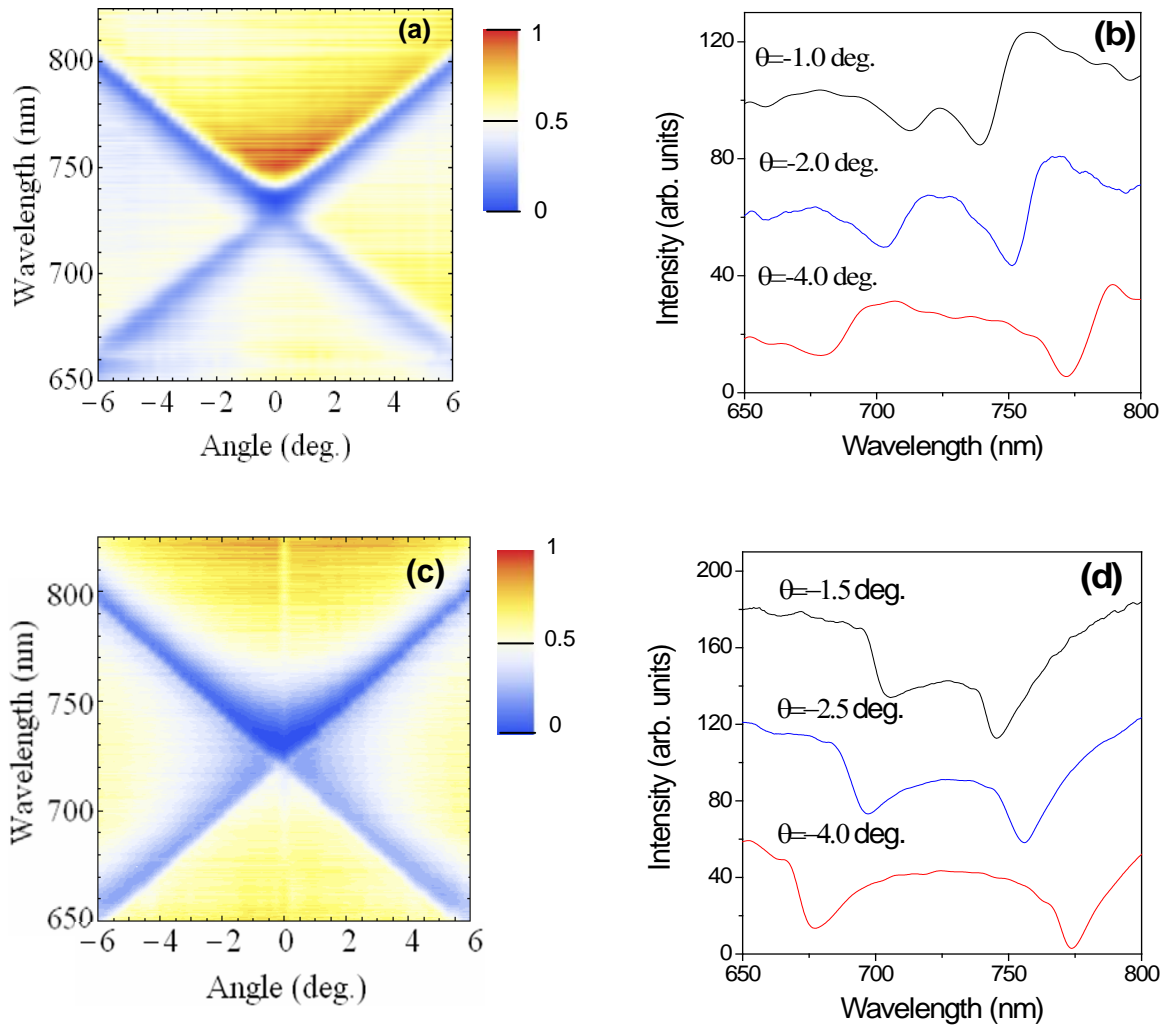 (a)
Wavelength (nm)
800
750
700
650
−6 −4 −2 0 2 4 6
Angle (deg.)
1
0.5
0
(b)
Intensity (arb. units)
120
80
40
0
θ=-1.0 deg.
θ=-2.0 deg.
θ=-4.0 deg.
650 700 750 800
Wavelength (nm)
(c)
Wavelength (nm)
800
750
700
650
−6 −4 −2 0 2 4 6
Angle (deg.)
1
0.5
0
(d)
Intensity (arb. units)
200
160
120
80
40
0
θ=−1.5 deg.
θ=−2.5 deg.
θ=−4.0 deg.
650 700 750 800
Wavelength (nm)